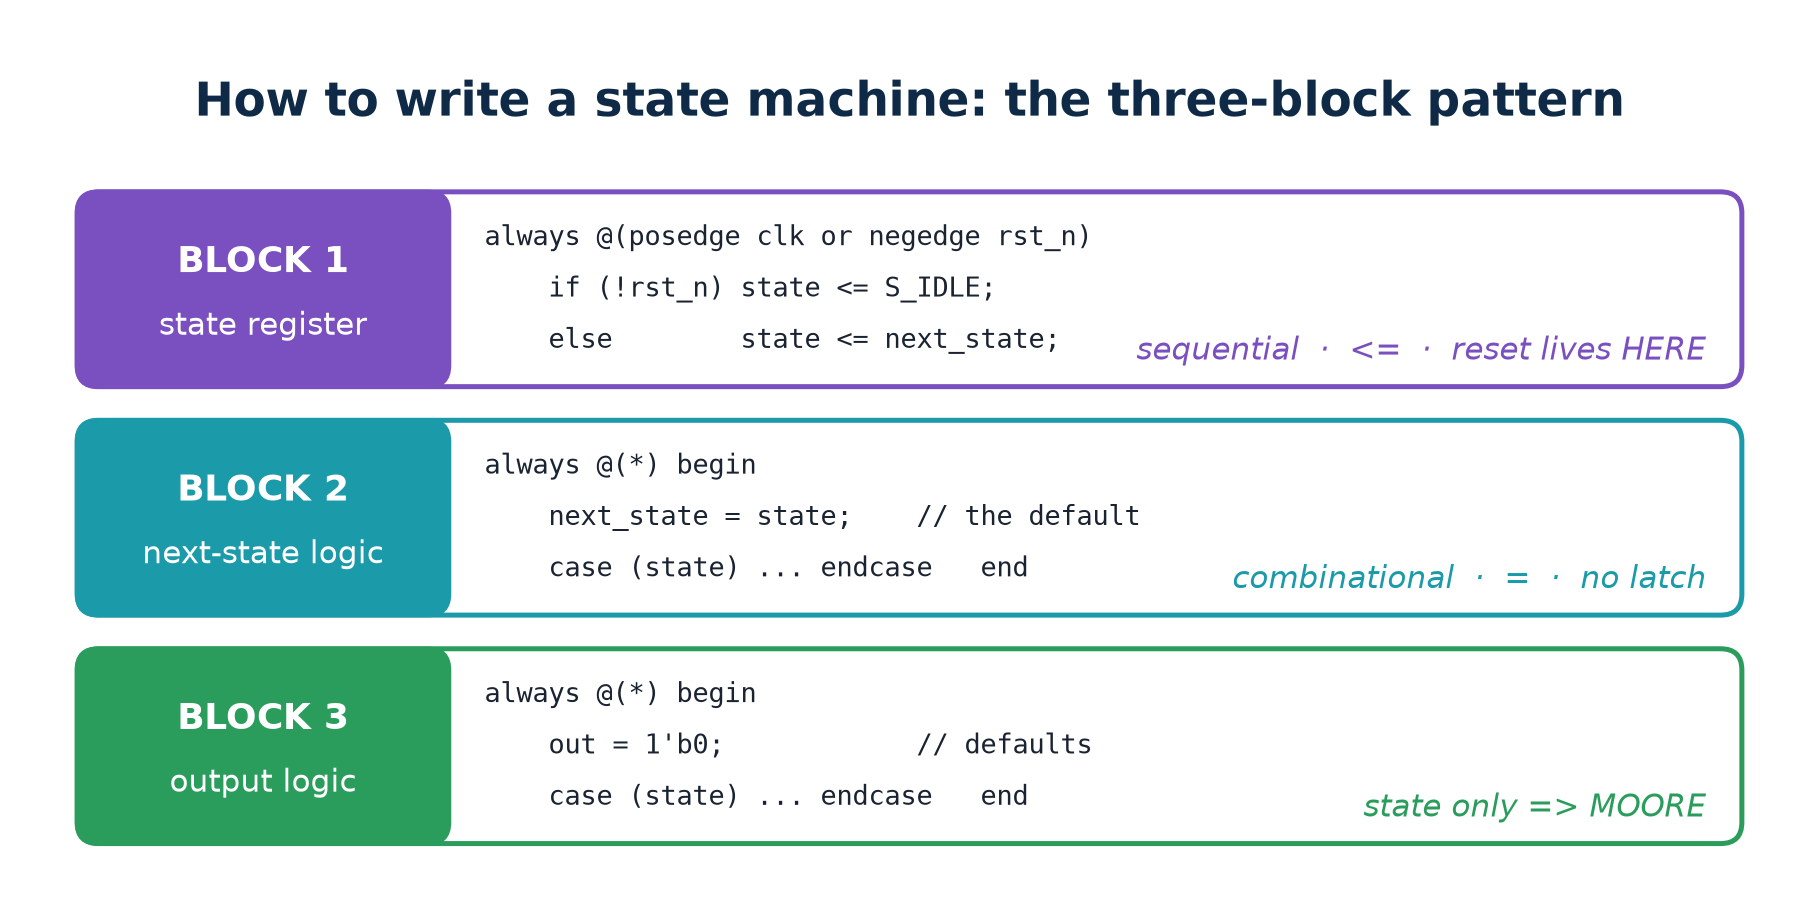 How to write a state machine: the three-block pattern
BLOCK 1
state register
always @(posedge clk or negedge rst_n)
    if (!rst_n) state <= S_IDLE;
    else        state <= next_state;
sequential · <= · reset lives HERE
BLOCK 2
next-state logic
always @(*) begin
    next_state = state;    // the default
    case (state) ... endcase   end
combinational · = · no latch
BLOCK 3
output logic
always @(*) begin
    out = 1'b0;            // defaults
    case (state) ... endcase   end
state only => MOORE